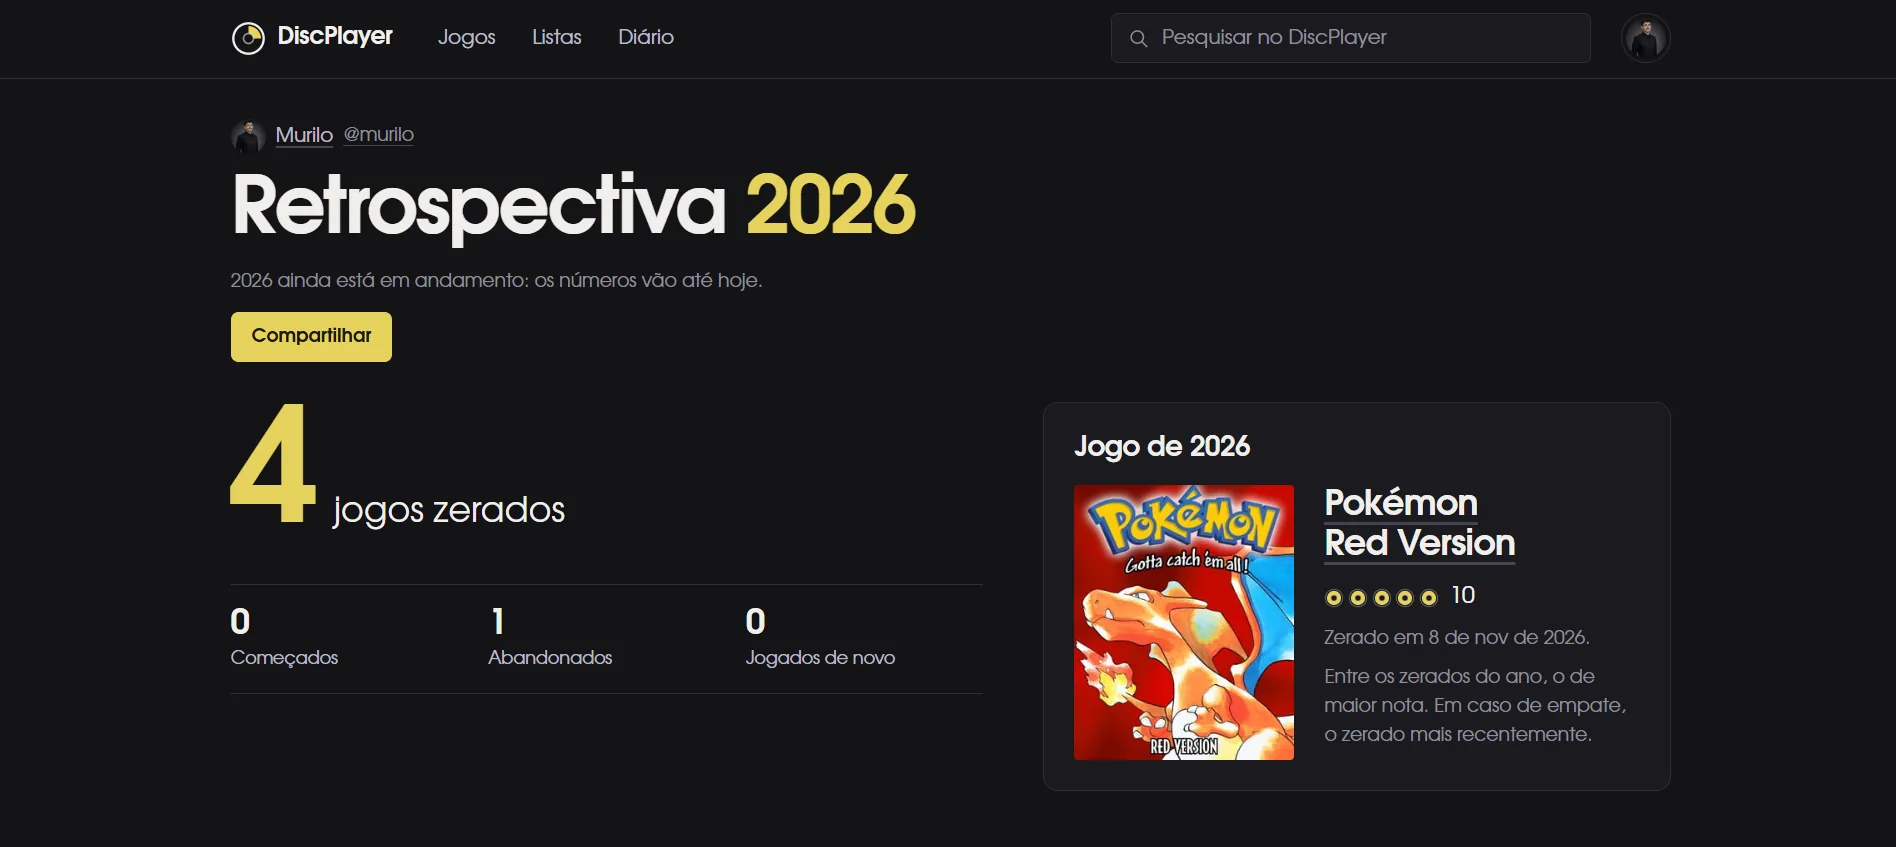 DiscPlayer
Jogos
Listas
Diário
Pesquisar no DiscPlayer
Murilo @murilo
Retrospectiva 2026
2026 ainda está em andamento: os números vão até hoje.
Compartilhar
4 jogos zerados
0
Começados
1
Abandonados
0
Jogados de novo
Jogo de 2026
POKéMON
Gotta catch 'em all!
RED VERSION
Pokémon
Red Version
10
Zerado em 8 de nov de 2026.
Entre os zerados do ano, o de
maior nota. Em caso de empate,
o zerado mais recentemente.